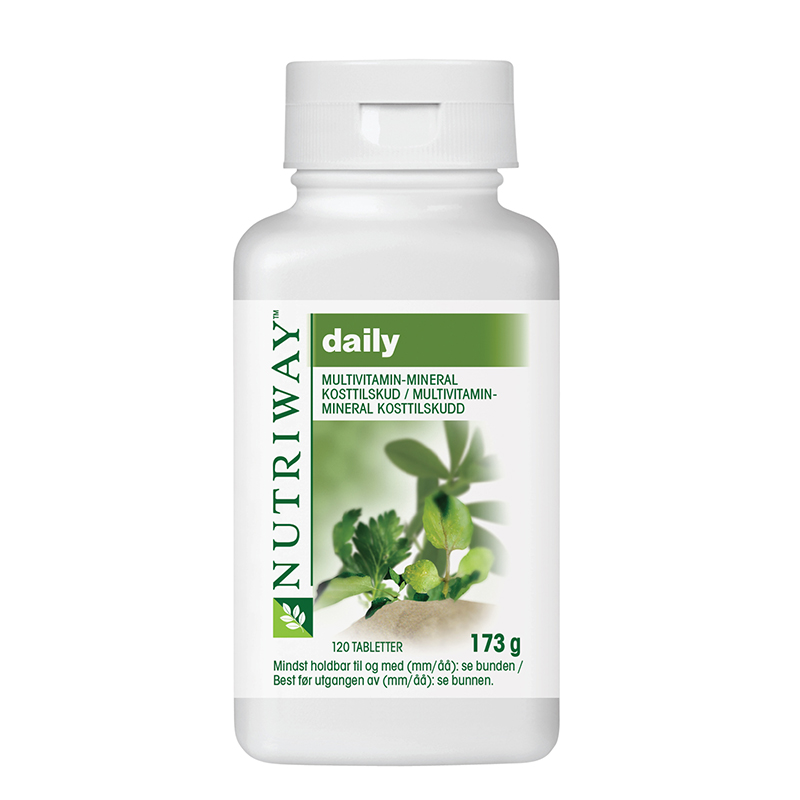 NUTRIWAY™
daily
MULTIVITAMIN-MINERAL
KOSTTILSKUD / MULTIVITAMIN-
MINERAL KOSTTILSKUDD
120 TABLETTER
173 g
Mindst holdbar til og med (mm/åå): se bunden /
Best før utgangen av (mm/åå): se bunnen.